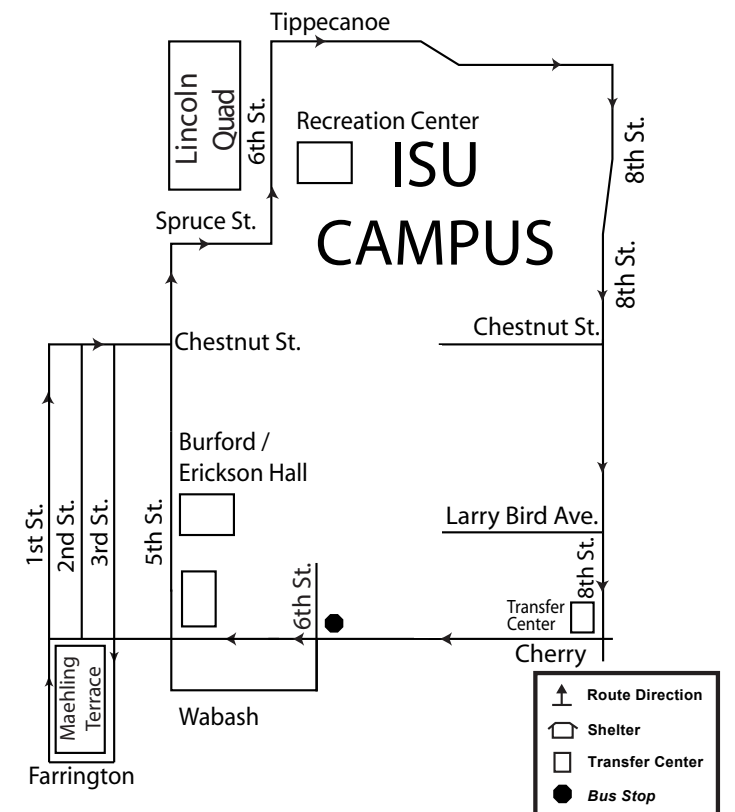 Tippecanoe
Lincoln
Quad
6th St.
Recreation Center
ISU
CAMPUS
8th St.
Spruce St.
8th St.
Chestnut St.
Chestnut St.
Burford /
Erickson Hall
1st St.
2nd St.
3rd St.
5th St.
Larry Bird Ave.
8th St.
6th St.
Transfer
Center
Cherry
Maehling
Terrace
Wabash
Farrington
Route Direction
Shelter
Transfer Center
Bus Stop